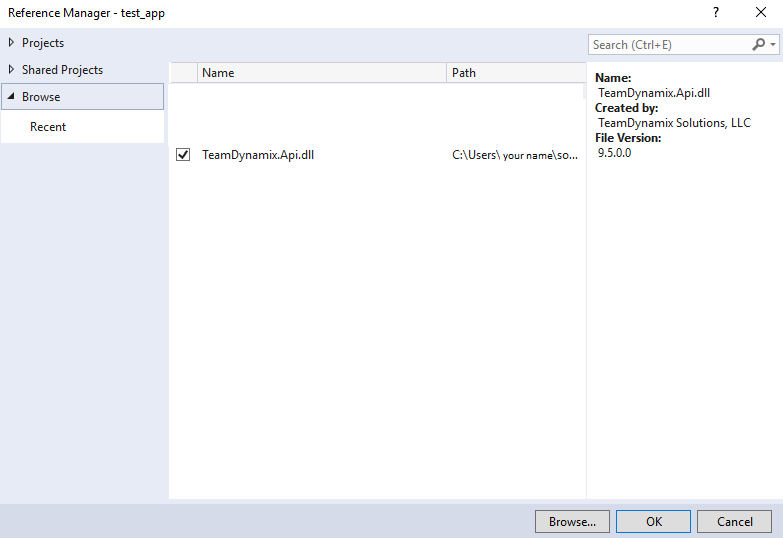 Reference Manager - test_app
?
Projects
Shared Projects
Browse
Recent
Name Path
TeamDynamix.Api.dll C:\Users\ your name\so...
Search (Ctrl+E)
Name:
TeamDynamix.Api.dll
Created by:
TeamDynamix Solutions, LLC
File Version:
9.5.0.0
Browse... OK Cancel